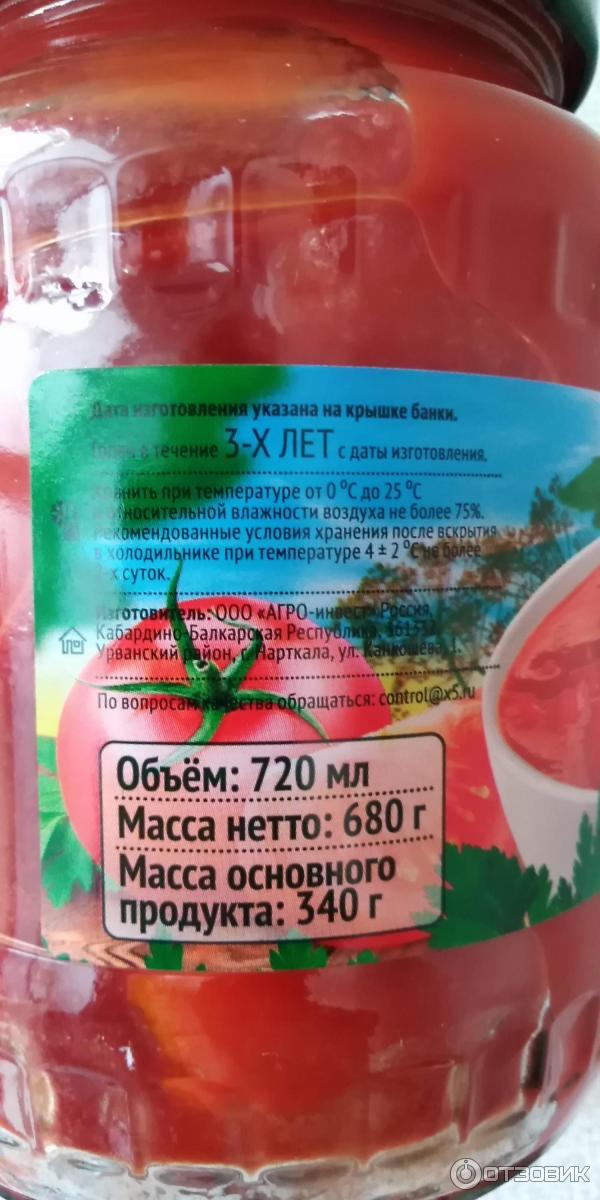 Дата изготовления указана на крышке банки.
Годен в течение 3-Х ЛЕТ с даты изготовления.
Хранить при температуре от 0 °С до 25 °С
и относительной влажности воздуха не более 75%.
Рекомендованные условия хранения после вскрытия
в холодильнике при температуре 4 ± 2 °С не более
х суток.
Изготовитель: ООО «АГРО-инвест» Россия,
Кабардино-Балкарская Республика,
Урванский район, г. Нарткала, ул. Канкошева, 1.
По вопросам качества обращаться: control@x5.ru
Объём: 720 мл
Масса нетто: 680 г
Масса основного
продукта: 340 г
ОТЗОВИК